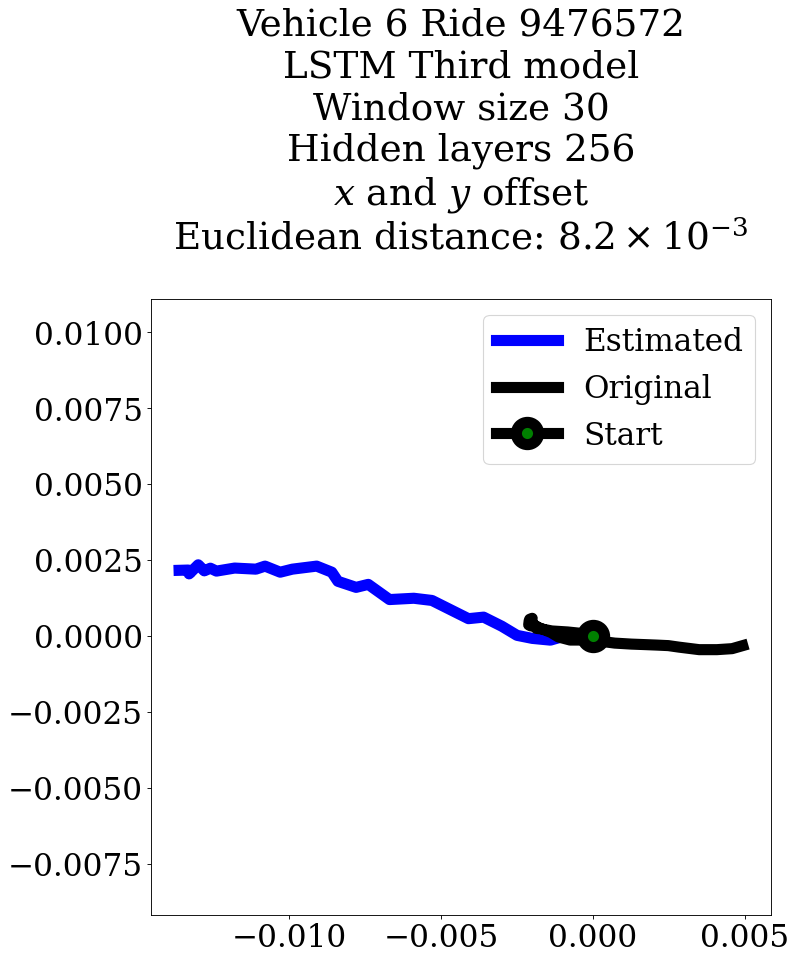 Vehicle 6 Ride 9476572
LSTM Third model
Window size 30
Hidden layers 256
x and y offset
Euclidean distance: 8.2 × 10⁻³
Estimated
Original
Start
0.0100
0.0075
0.0050
0.0025
0.0000
−0.0025
−0.0050
−0.0075
−0.010 −0.005 0.000 0.005